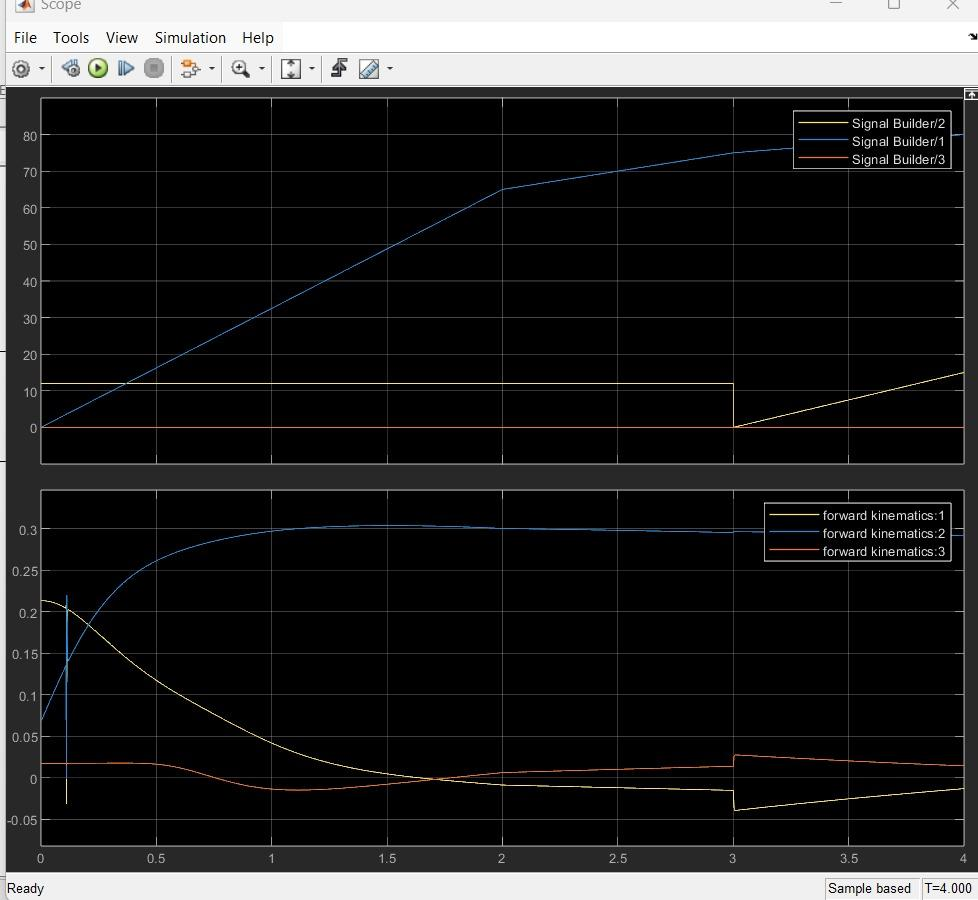 Scope
File Tools View Simulation Help
80
70
60
50
40
30
20
10
0
Signal Builder/2
Signal Builder/1
Signal Builder/3
0.3
0.25
0.2
0.15
0.1
0.05
0
-0.05
forward kinematics:1
forward kinematics:2
forward kinematics:3
0 0.5 1 1.5 2 2.5 3 3.5 4
Ready Sample based T=4.000